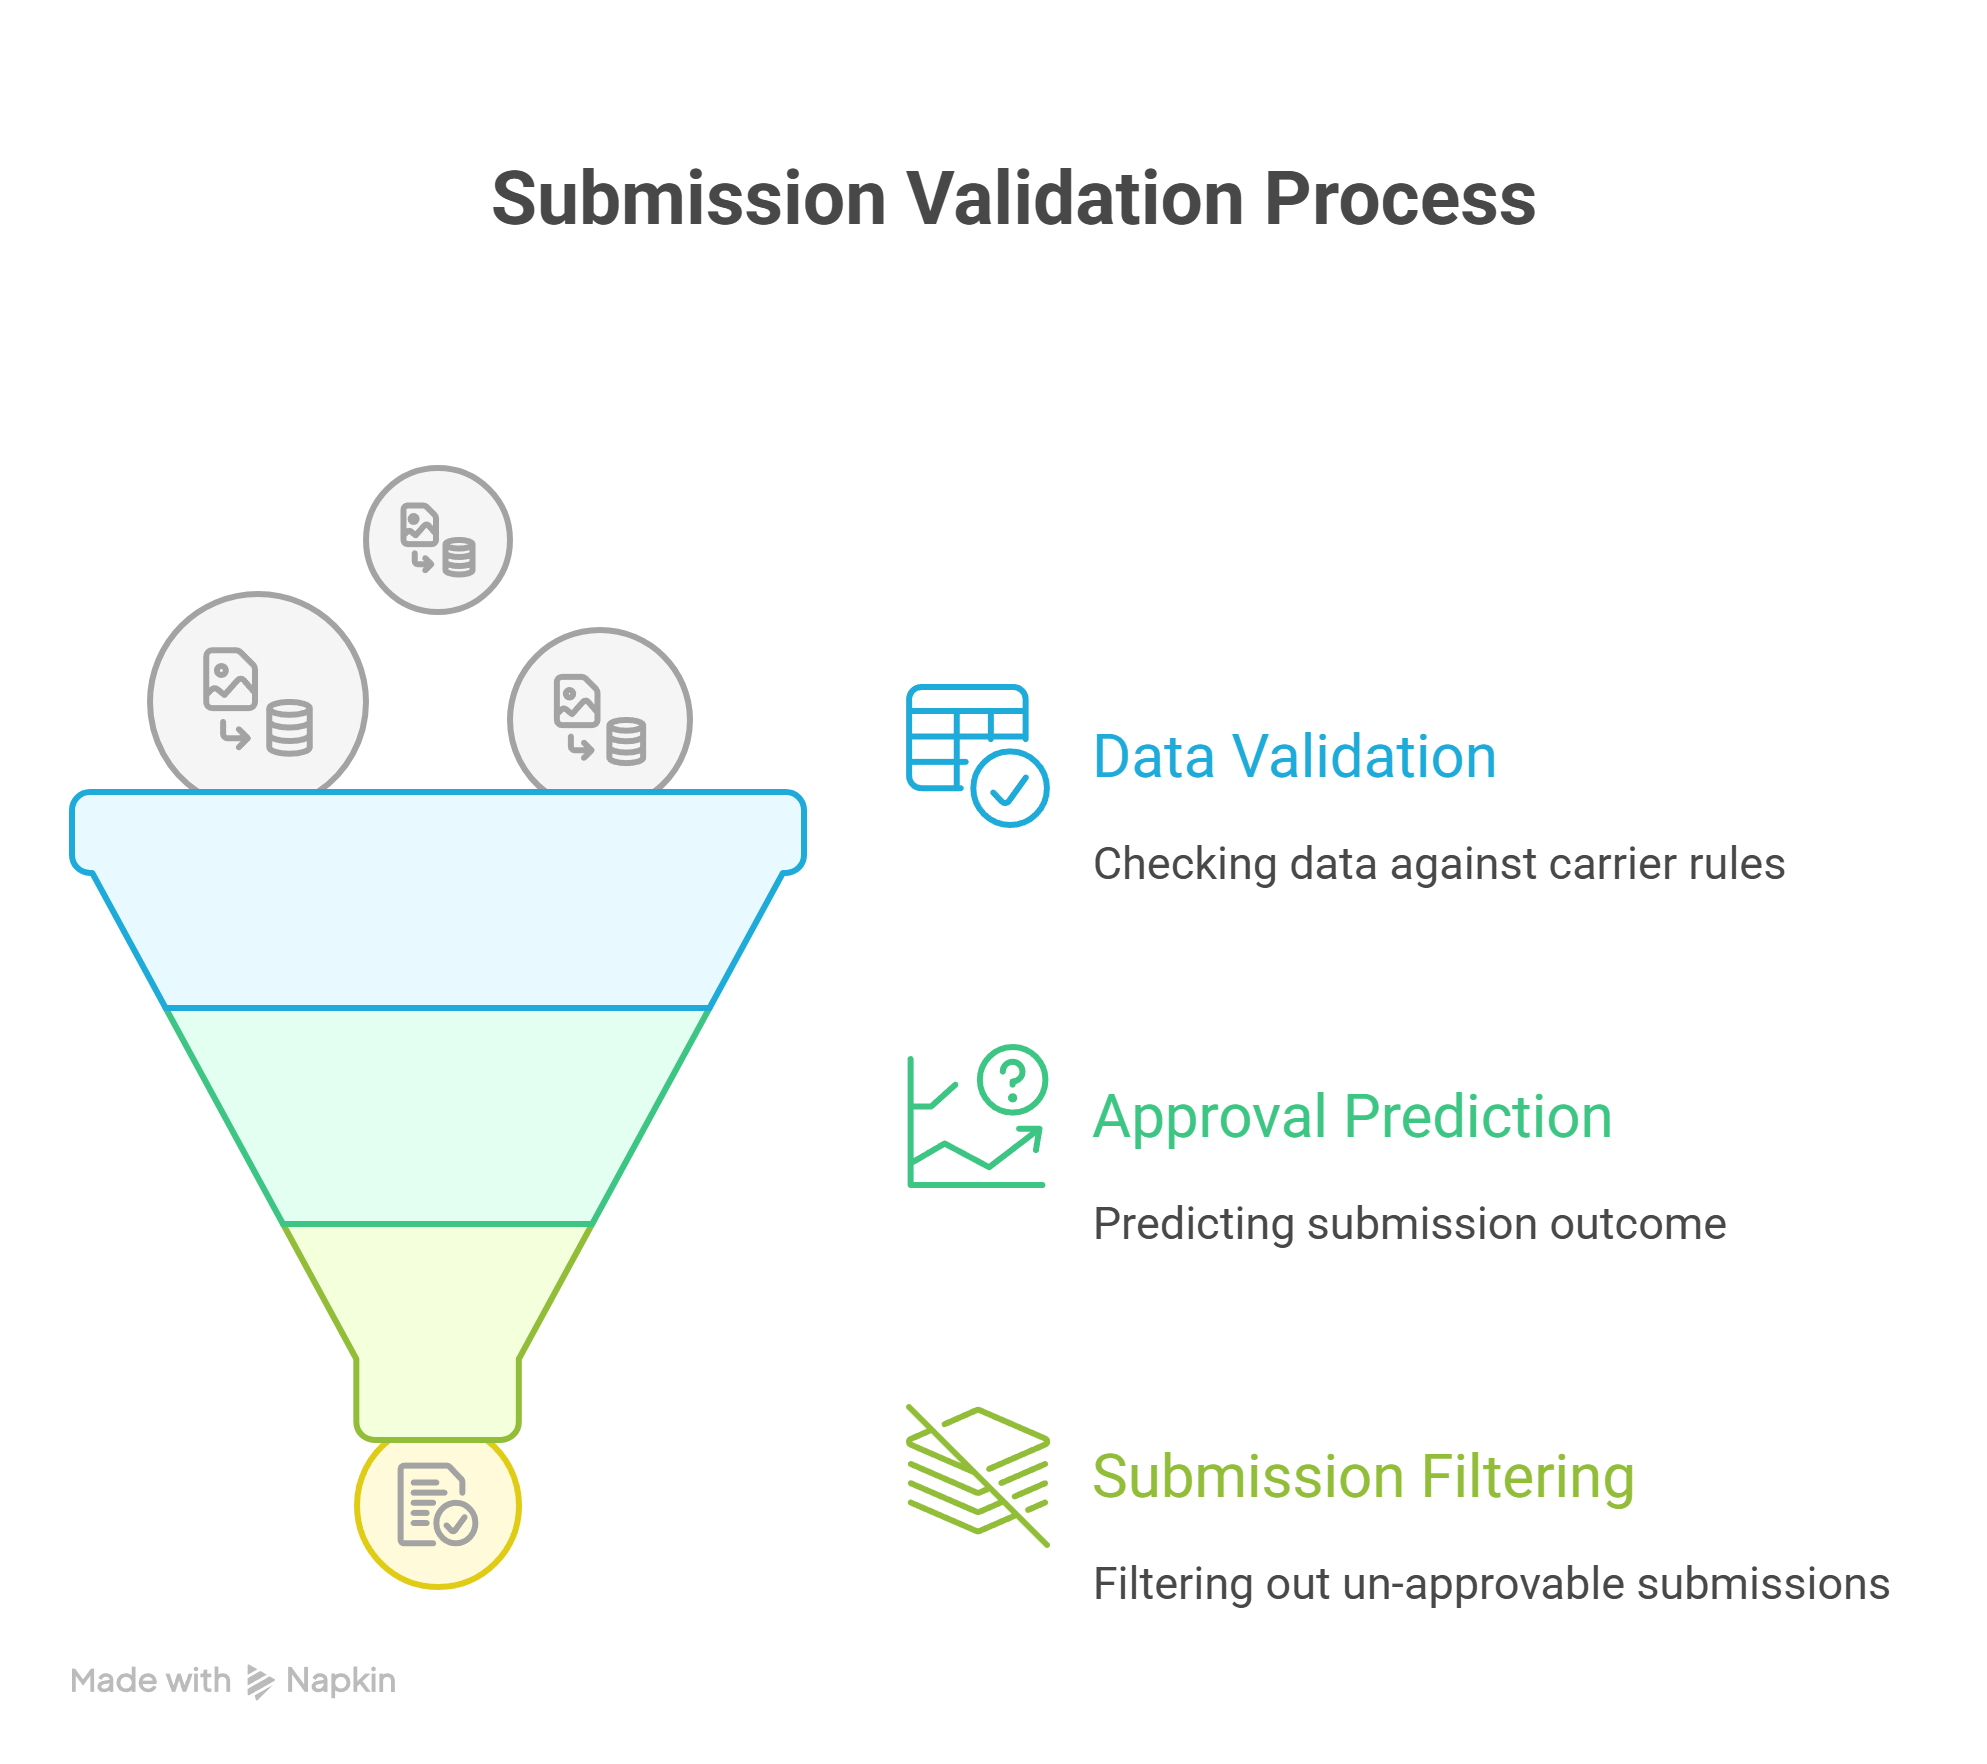 Submission Validation Process
Data Validation
Checking data against carrier rules
Approval Prediction
Predicting submission outcome
Submission Filtering
Filtering out un-approvable submissions
Made with Napkin